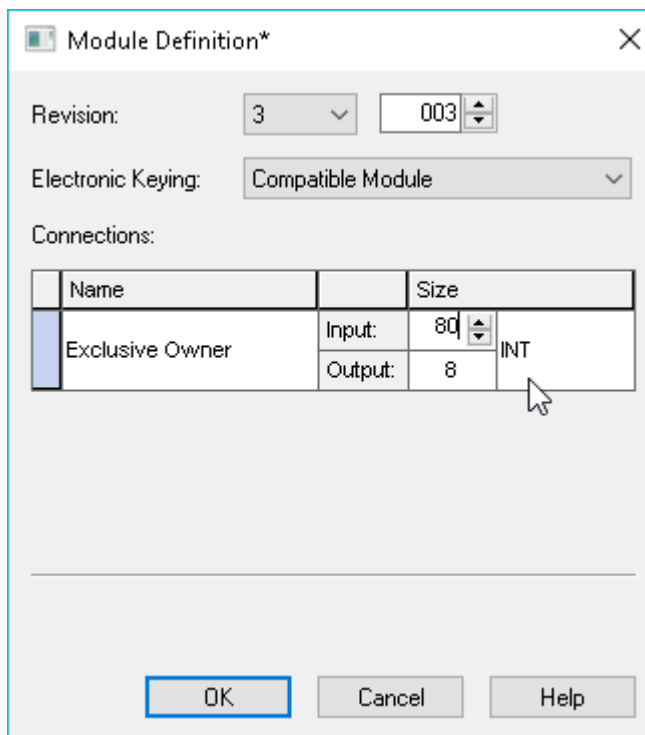 Module Definition*
Revision: 3 003
Electronic Keying: Compatible Module
Connections:
Name Size
Exclusive Owner Input: 80 INT
Output: 8
OK Cancel Help